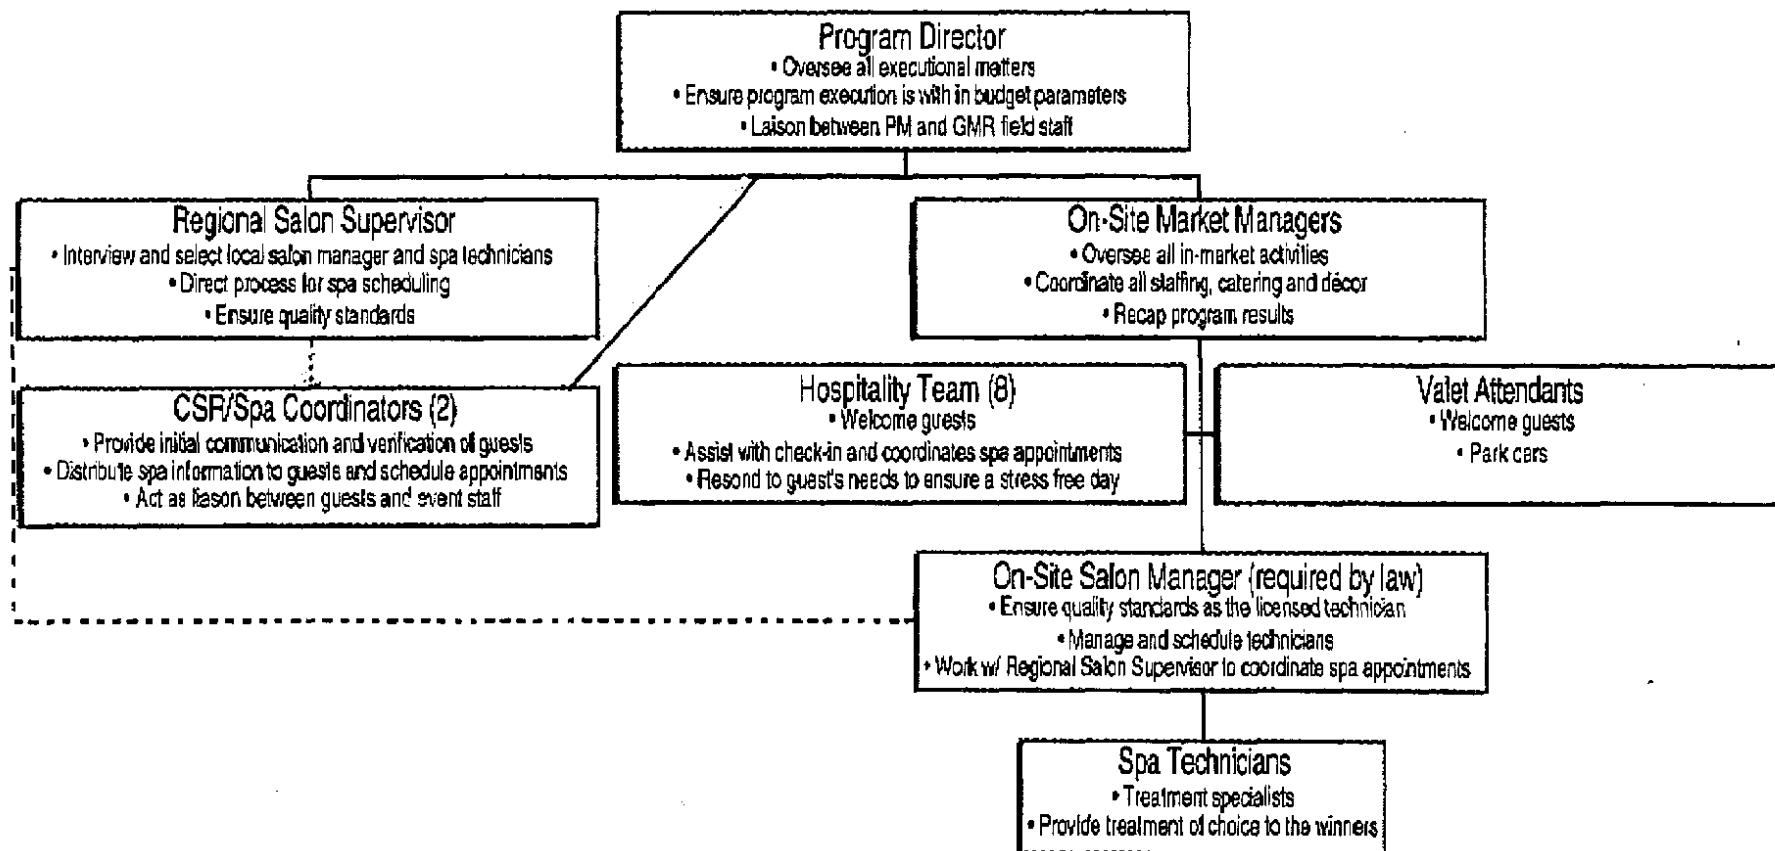 Program Director
• Oversee all executional matters
• Ensure program execution is with in budget parameters
• Laison between PM and GMR field staff
Regional Salon Supervisor
• Interview and select local salon manager and spa technicians
• Direct process for spa scheduling
• Ensure quality standards
On-Site Market Managers
• Oversee all in-market activities
• Coordinate all staffing, catering and décor
• Recap program results
CSR/Spa Coordinators (2)
• Provide initial communication and verification of guests
• Distribute spa information to guests and schedule appointments
• Act as liason between guests and event staff
Hospitality Team (8)
• Welcome guests
• Assist with check-in and coordinates spa appointments
• Resond to guest's needs to ensure a stress free day
Valet Attendants
• Welcome guests
• Park cars
On-Site Salon Manager (required by law)
• Ensure quality standards as the licensed technician
• Manage and schedule technicians
• Work w/ Regional Salon Supervisor to coordinate spa appointments
Spa Technicians
• Treatment specialists
• Provide treatment of choice to the winners